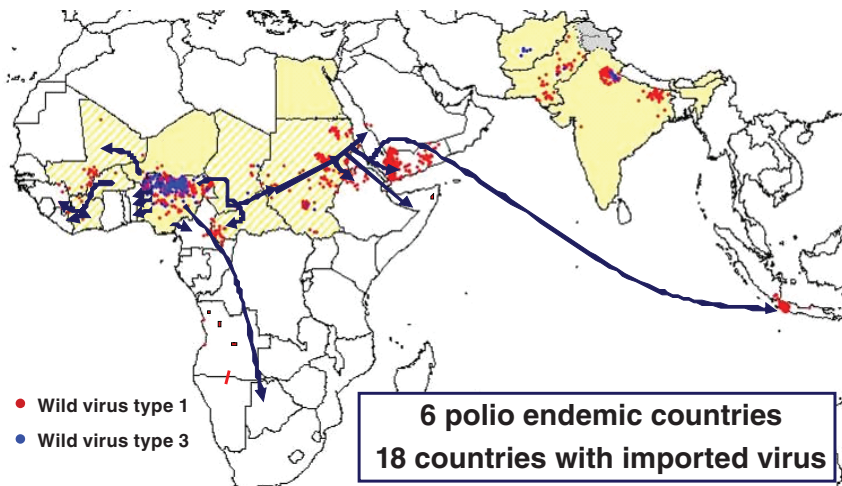 Wild virus type 1
Wild virus type 3
6 polio endemic countries
18 countries with imported virus